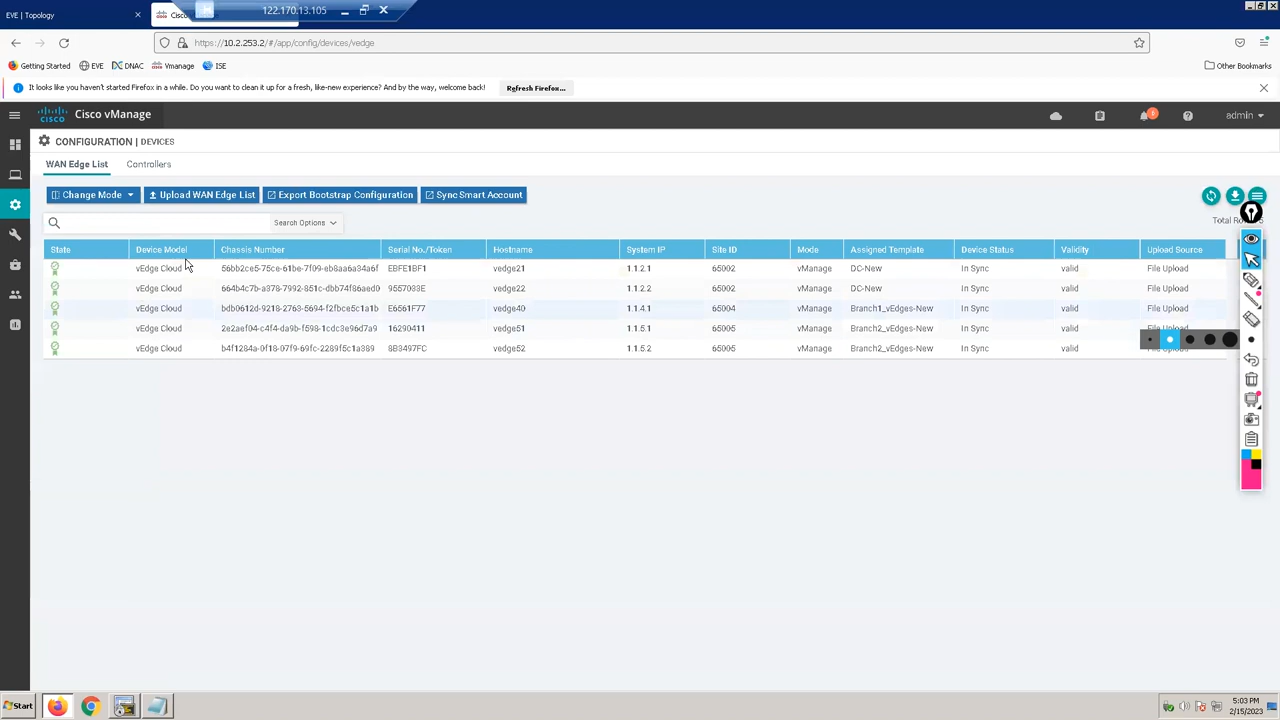 EVE | Topology
122.170.13.105
https://10.2.253.2/#/app/config/devices/vedge
Getting Started EVE DNAC Vmanage ISE Other Bookmarks
It looks like you haven't started Firefox in a while. Do you want to clean it up for a fresh, like-new experience? And by the way, welcome back! Refresh Firefox...
Cisco vManage admin
CONFIGURATION | DEVICES
WAN Edge List Controllers
Change Mode Upload WAN Edge List Export Bootstrap Configuration Sync Smart Account
Search Options
State Device Model Chassis Number Serial No./Token Hostname System IP Site ID Mode Assigned Template Device Status Validity Upload Source
vEdge Cloud 56bb2ce5-75ce-61be-7f09-eb8aa6a34a6f EBFE1BF1 vedge21 1.1.2.1 65002 vManage DC-New In Sync valid File Upload
vEdge Cloud 664b4c7b-a378-7992-851c-dbb74f86aed0 9557003E vedge22 1.1.2.2 65002 vManage DC-New In Sync valid File Upload
vEdge Cloud bdb0612d-9218-2763-5694-f2fbce5c1a1b E6561F77 vedge40 1.1.4.1 65004 vManage Branch1_vEdges-New In Sync valid File Upload
vEdge Cloud 2e2aef04-c4f4-da9b-f598-1cdc3e96d7a9 16290411 vedge51 1.1.5.1 65005 vManage Branch2_vEdges-New In Sync valid File Upload
vEdge Cloud b4f1284a-0f18-07f9-69fc-2289f5c1a389 8B3497FC vedge52 1.1.5.2 65005 vManage Branch2_vEdges-New In Sync valid
Start
5:03 PM
2/15/2023